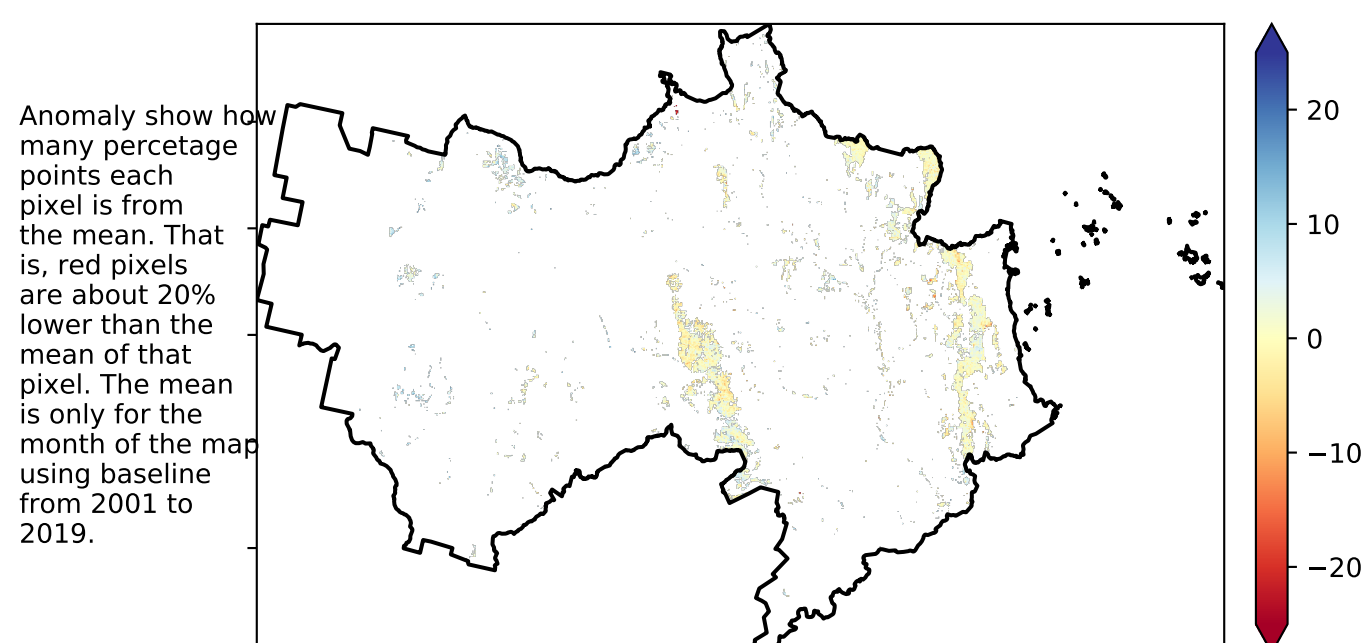 Anomaly show how
many percetage
points each
pixel is from
the mean. That
is, red pixels
are about 20%
lower than the
mean of that
pixel. The mean
is only for the
month of the map
using baseline
from 2001 to
2019.
20
10
0
−10
−20